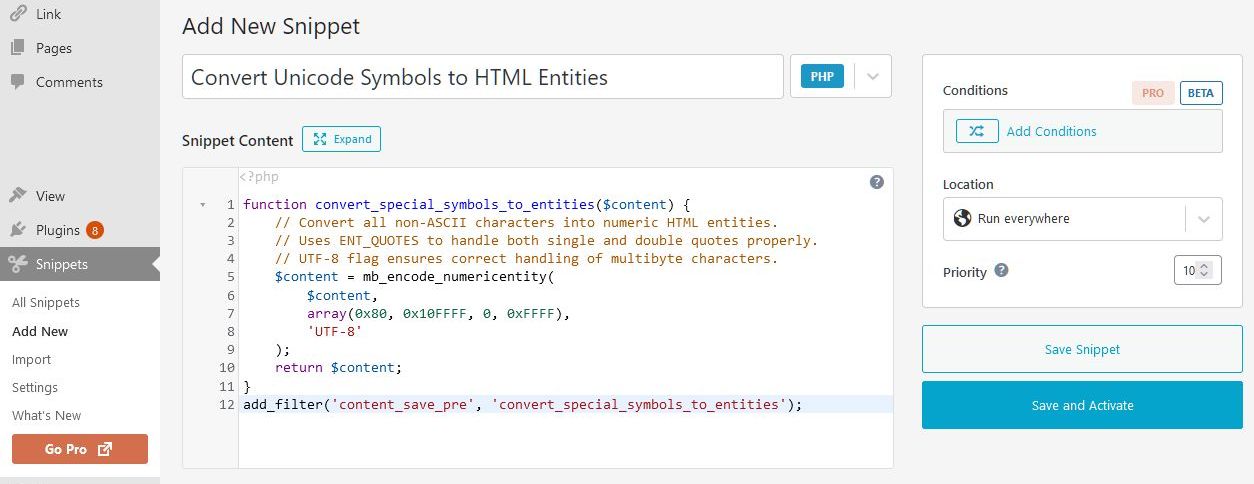 Link
Pages
Comments
View
Plugins 8
Snippets
All Snippets
Add New
Import
Settings
What's New
Go Pro
Add New Snippet
Convert Unicode Symbols to HTML Entities
PHP
Snippet Content
Expand
<?php
?
1 function convert_special_symbols_to_entities($content) {
2 // Convert all non-ASCII characters into numeric HTML entities.
3 // Uses ENT_QUOTES to handle both single and double quotes properly.
4 // UTF-8 flag ensures correct handling of multibyte characters.
5 $content = mb_encode_numericentity(
6 $content,
7 array(0x80, 0x10FFFF, 0, 0xFFFF),
8 'UTF-8'
9 );
10 return $content;
11 }
12 add_filter('content_save_pre', 'convert_special_symbols_to_entities');
Conditions PRO BETA
Add Conditions
Location
Run everywhere
Priority ? 10
Save Snippet
Save and Activate